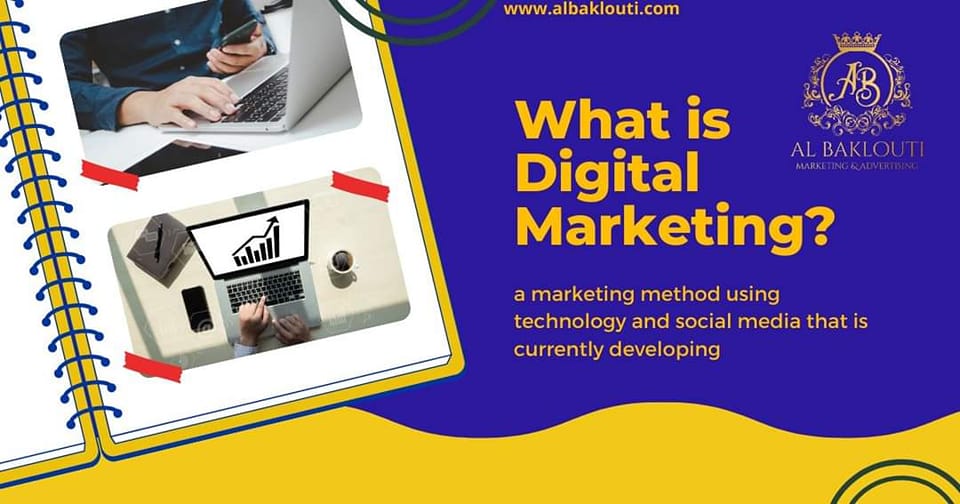 www.albaklouti.com
AB
AL BAKLOUTI
MARKETING & ADVERTISING
What is
Digital
Marketing?
a marketing method using
technology and social media that is
currently developing